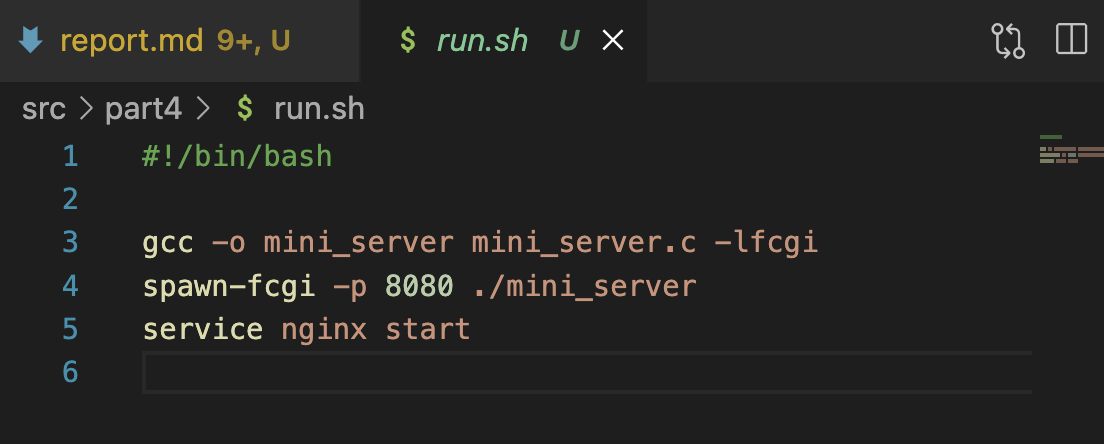 report.md 9+, U $ run.sh U
src > part4 > $ run.sh
1 #!/bin/bash
2
3 gcc -o mini_server mini_server.c -lfcgi
4 spawn-fcgi -p 8080 ./mini_server
5 service nginx start
6